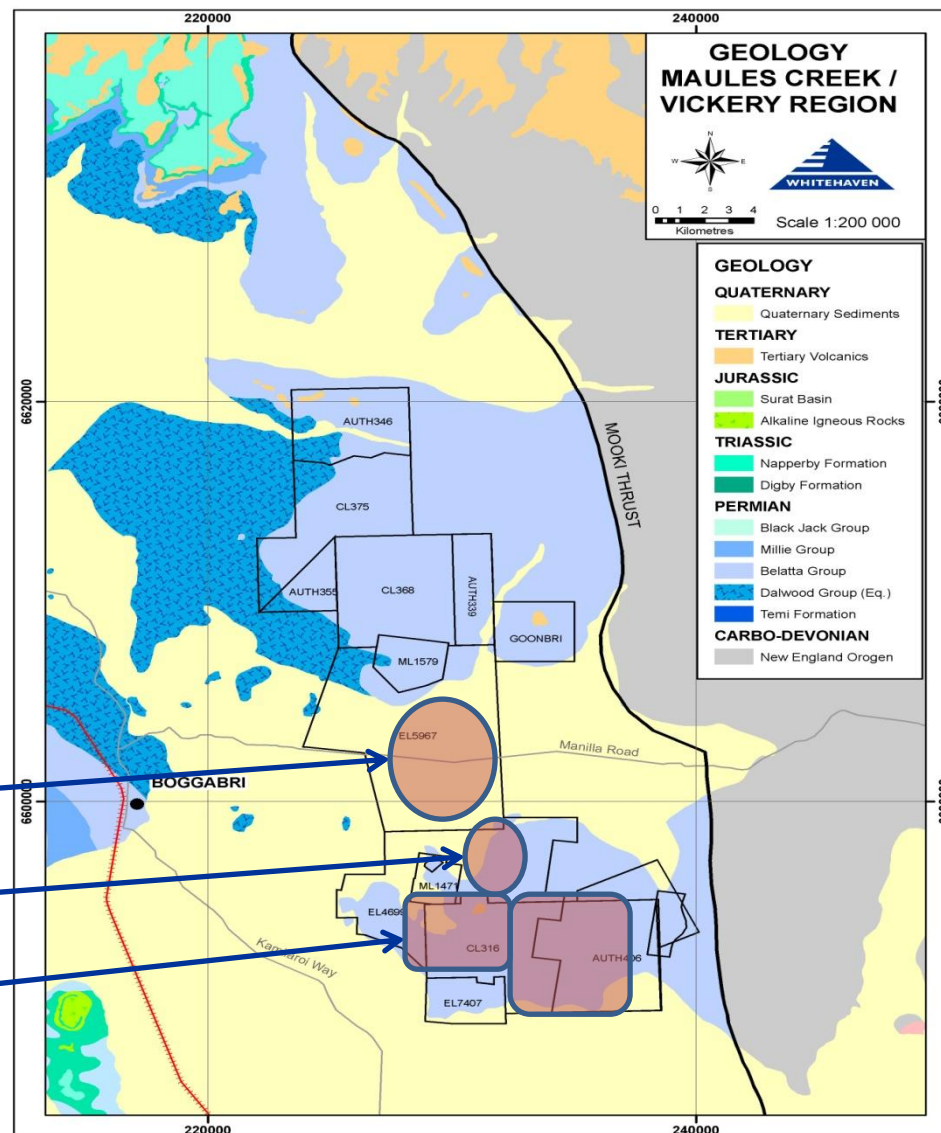 220000
240000
GEOLOGY
MAULES CREEK /
VICKERY REGION
N
W E
S
WHITEHAVEN
0 1 2 3 4
Kilometres
Scale 1:200 000
GEOLOGY
QUATERNARY
Quaternary Sediments
TERTIARY
Tertiary Volcanics
JURASSIC
Surat Basin
Alkaline Igneous Rocks
TRIASSIC
Napperby Formation
Digby Formation
PERMIAN
Black Jack Group
Millie Group
Belatta Group
Dalwood Group (Eq.)
Temi Formation
CARBO-DEVONIAN
New England Orogen
6620000
AUTH346
MOOKI THRUST
CL375
AUTH355
CL368
AUTH339
GOONBRI
ML1579
EL5967
Manilla Road
BOGGABRI
6600000
ML1471
EL4699
CL316
AUTH406
Kamilaroi Way
EL7407
220000
240000